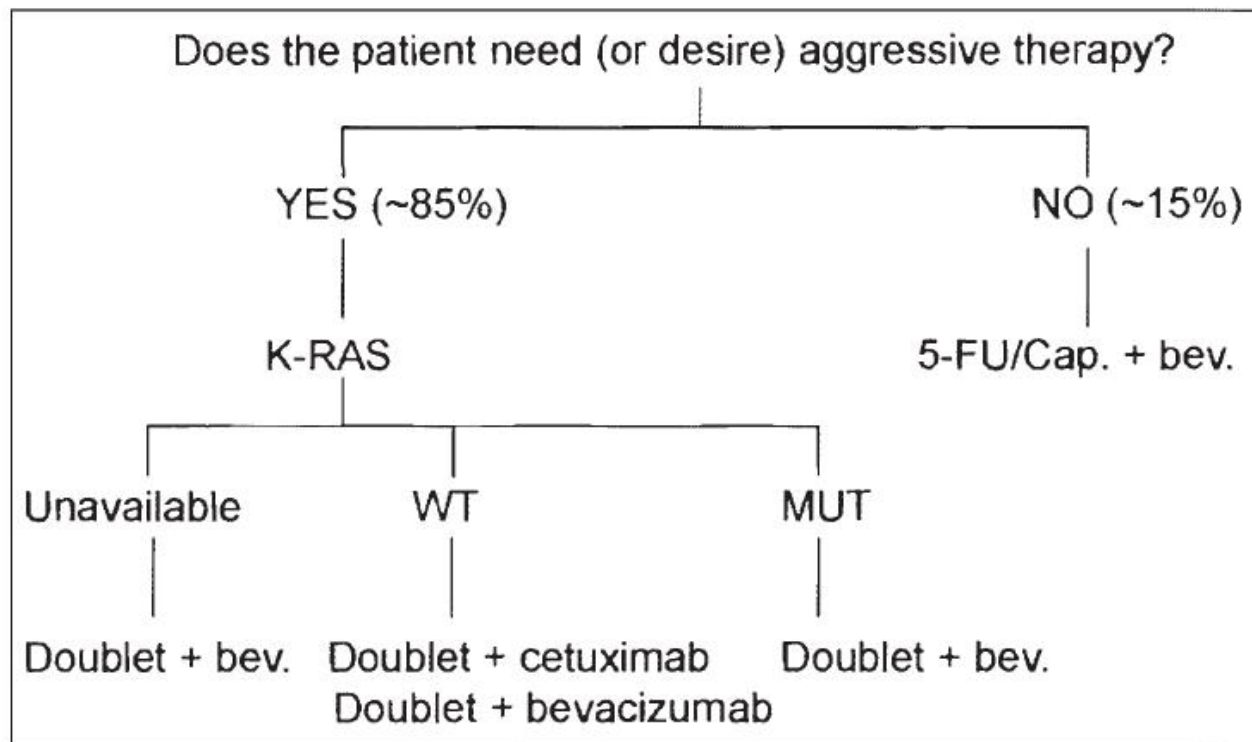 Does the patient need (or desire) aggressive therapy?
YES (~85%)
NO (~15%)
K-RAS
5-FU/Cap. + bev.
Unavailable
WT
MUT
Doublet + bev.
Doublet + cetuximab
Doublet + bevacizumab
Doublet + bev.